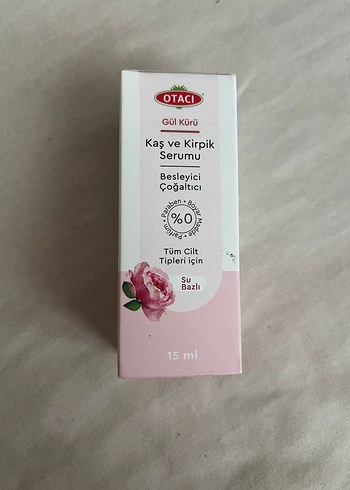 OTACI
Gül Kürü
Kaş ve Kirpik
Serumu
Besleyici
Çoğaltıcı
Paraben • Boyar Madde • Parfüm •
%0
Tüm Cilt
Tipleri için
Su
Bazlı
15 ml